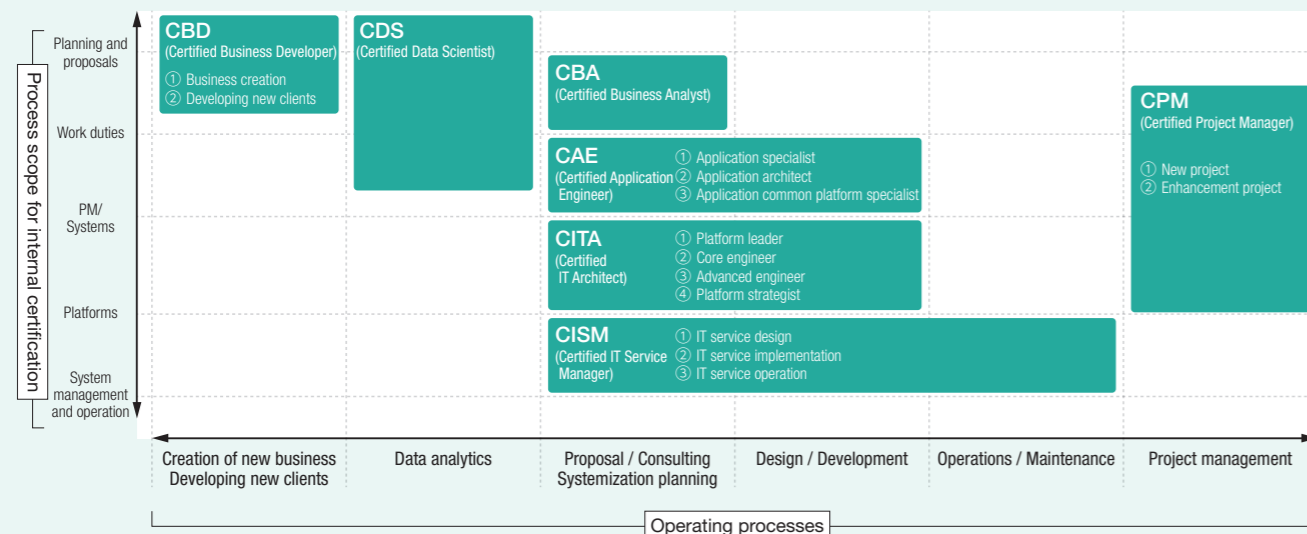 Process scope for internal certification
Planning and
proposals
Work duties
PM/
Systems
Platforms
System
management
and operation
CBD
(Certified Business Developer)
① Business creation
② Developing new clients
CDS
(Certified Data Scientist)
CBA
(Certified Business Analyst)
CAE
(Certified Application
Engineer)
① Application specialist
② Application architect
③ Application common platform specialist
CITA
(Certified
IT Architect)
① Platform leader
② Core engineer
③ Advanced engineer
④ Platform strategist
CISM
(Certified IT Service
Manager)
① IT service design
② IT service implementation
③ IT service operation
CPM
(Certified Project Manager)
① New project
② Enhancement project
Creation of new business
Developing new clients
Data analytics
Proposal / Consulting
Systemization planning
Design / Development
Operations / Maintenance
Project management
Operating processes